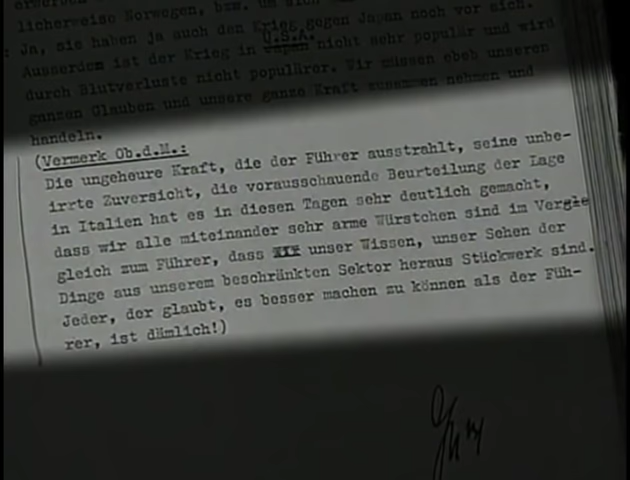 licherweise Norwegen, bzw. um sich
Ja, sie haben ja auch den Krieg gegen Japan noch vor sich.
U.S.A.
Ausserdem ist der Krieg in Japan nicht sehr populär und wird
durch Blutverluste nicht populärer. Wir müssen eben unseren
ganzen Glauben und unsere ganze Kraft zusammen nehmen und
handeln.
(Vermerk Ob.d.M.:
Die ungeheure Kraft, die der Führer ausstrahlt, seine unbe-
irrte Zuversicht, die vorausschauende Beurteilung der Lage
in Italien hat es in diesen Tagen sehr deutlich gemacht,
dass wir alle miteinander sehr arme Würstchen sind im Vergle
gleich zum Führer, dass unser Wissen, unser Sehen der
Dinge aus unserem beschränkten Sektor heraus Stückwerk sind.
Jeder, der glaubt, es besser machen zu können als der Füh-
rer, ist dämlich!)